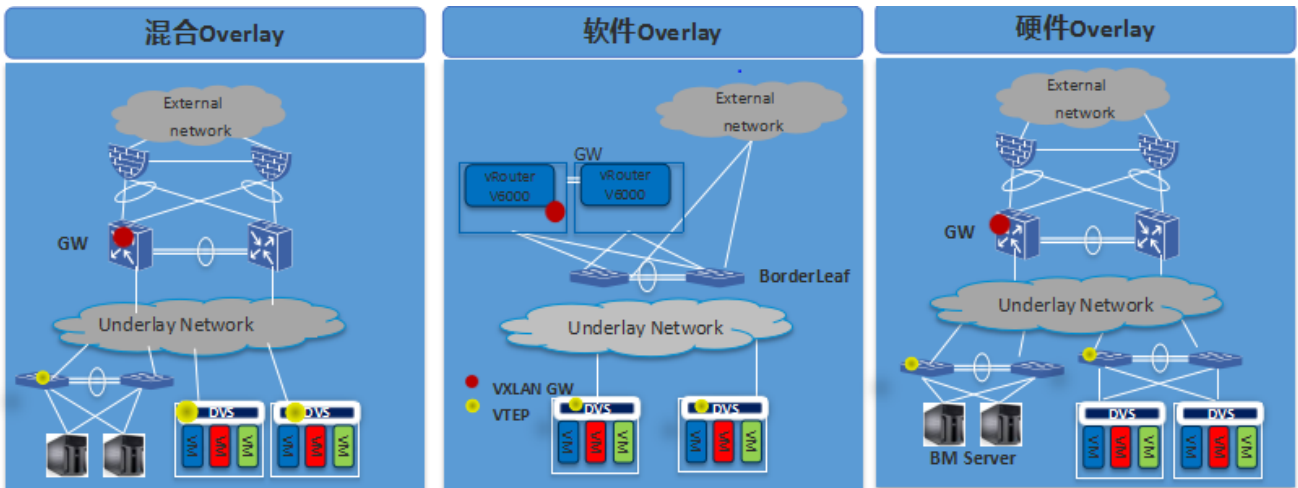 混合Overlay
External
network
GW
Underlay Network
DVS
DVS
VM
VM
VM
VM
VM
VM
软件Overlay
External
network
GW
vRouter
V6000
vRouter
V6000
BorderLeaf
Underlay Network
VXLAN GW
VTEP
DVS
DVS
VM
VM
VM
VM
VM
VM
硬件Overlay
External
network
GW
Underlay Network
BM Server
DVS
DVS
VM
VM
VM
VM
VM
VM